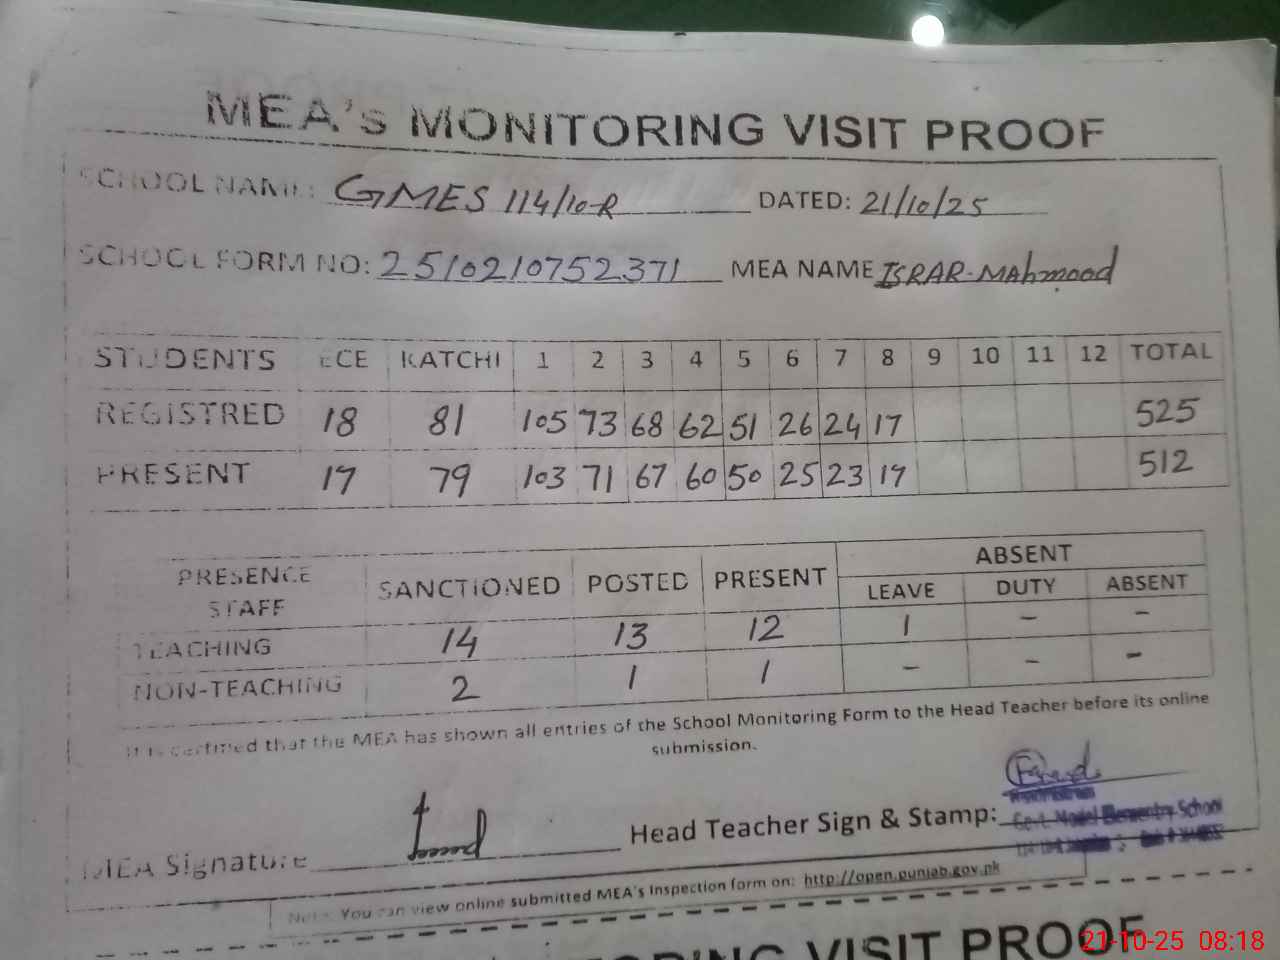 MEA's MONITORING VISIT PROOF
SCHOOL NAME: GMES 114/10-R DATED: 21/10/25
SCHOOL FORM NO: 2510210752371 MEA NAME ISRAR-MAhmood
STUDENTS ECE KATCHI 1 2 3 4 5 6 7 8 9 10 11 12 TOTAL
REGISTRED 18 81 105 73 68 62 51 26 24 17 525
PRESENT 17 79 103 71 67 60 50 25 23 17 512
PRESENCE STAFF SANCTIONED POSTED PRESENT ABSENT
LEAVE DUTY ABSENT
TEACHING 14 13 12 1 - -
NON-TEACHING 2 1 1 - - -
It is certified that the MEA has shown all entries of the School Monitoring Form to the Head Teacher before its online
submission.
MEA Signature Head Teacher Sign & Stamp:
Govt. Model Elementry School
Note: You can view online submitted MEA's Inspection form on: http://open.punjab.gov.pk
TORING VISIT PROOF
21-10-25 08:18